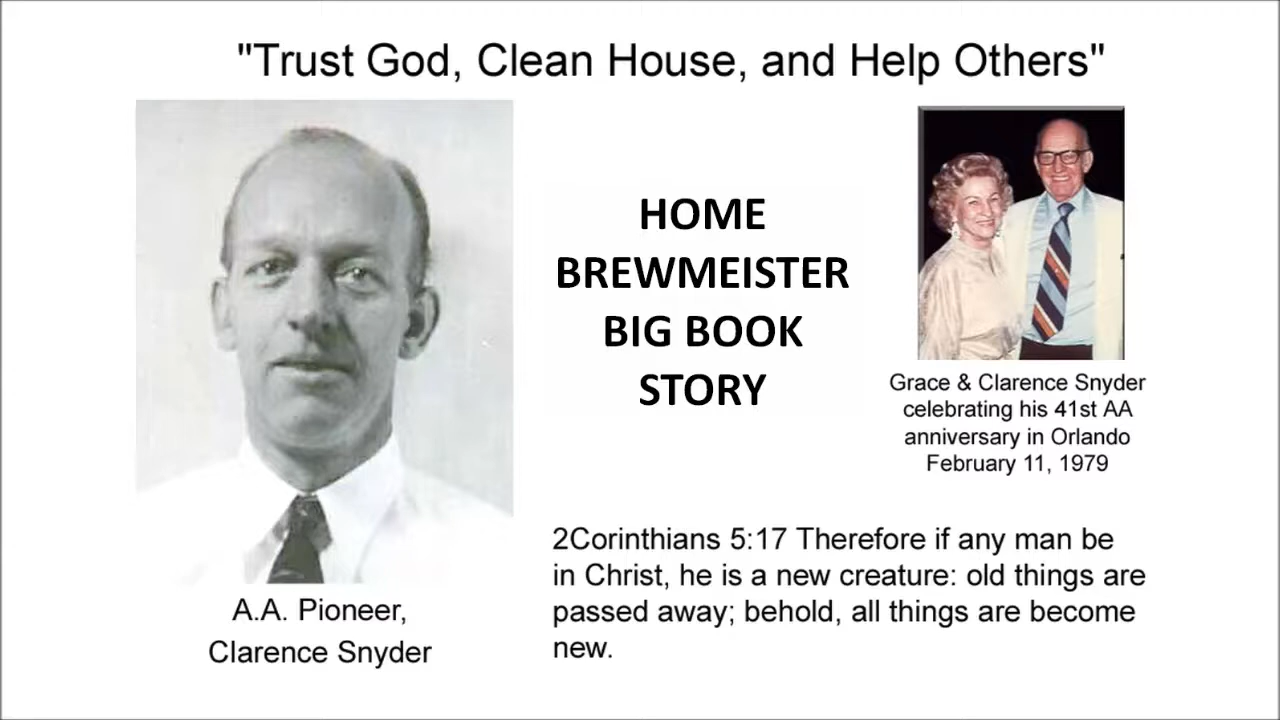 "Trust God, Clean House, and Help Others"
HOME
BREWMEISTER
BIG BOOK
STORY
Grace & Clarence Snyder
celebrating his 41st AA
anniversary in Orlando
February 11, 1979
A.A. Pioneer,
Clarence Snyder
2Corinthians 5:17 Therefore if any man be
in Christ, he is a new creature: old things are
passed away; behold, all things are become
new.